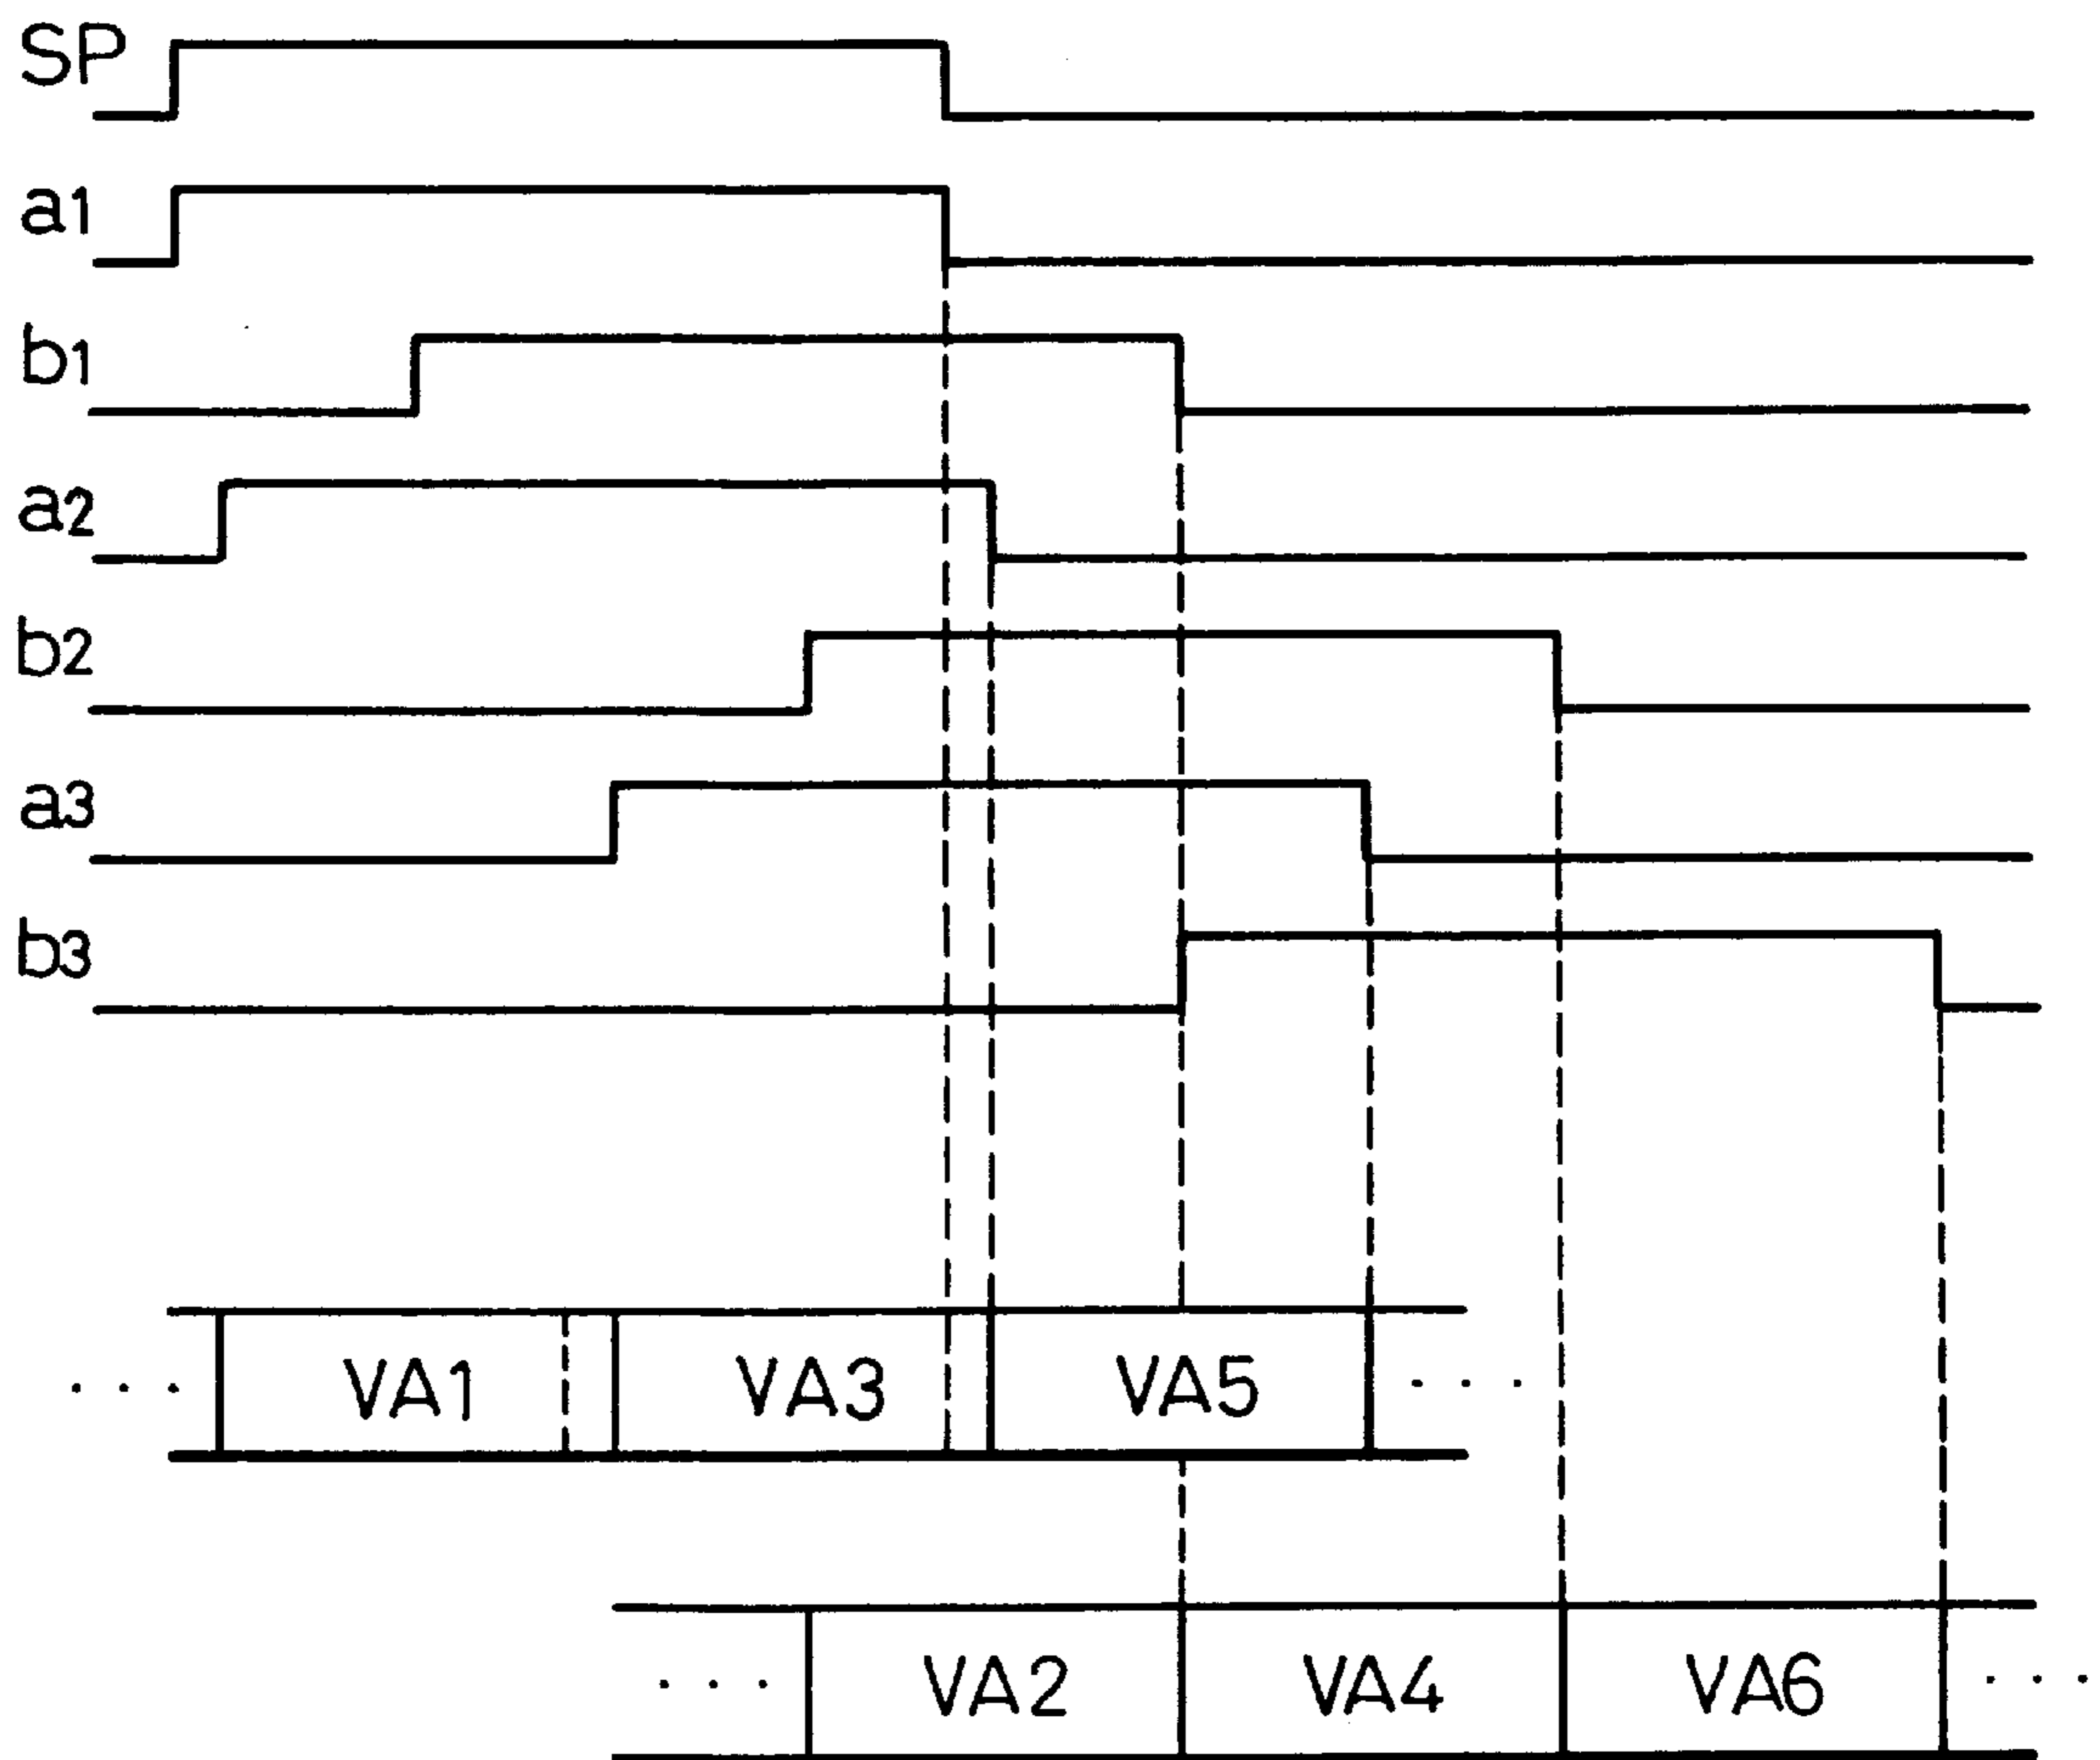 SP
a1
b1
a2
b2
a3
b3
... VA1 VA3 VA5 ...
... VA2 VA4 VA6 ...